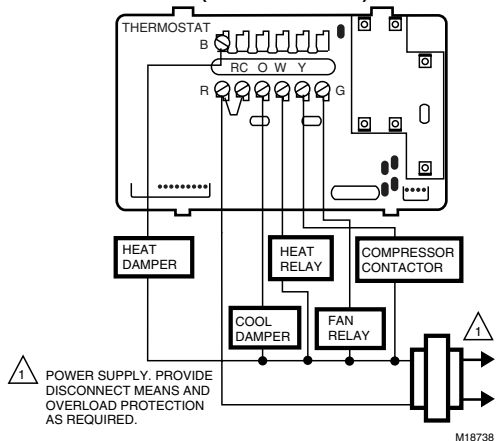 THERMOSTAT
B
RC O W Y
R
G
HEAT
DAMPER
HEAT
RELAY
COMPRESSOR
CONTACTOR
COOL
DAMPER
FAN
RELAY
1
1 POWER SUPPLY. PROVIDE
DISCONNECT MEANS AND
OVERLOAD PROTECTION
AS REQUIRED.
M18738